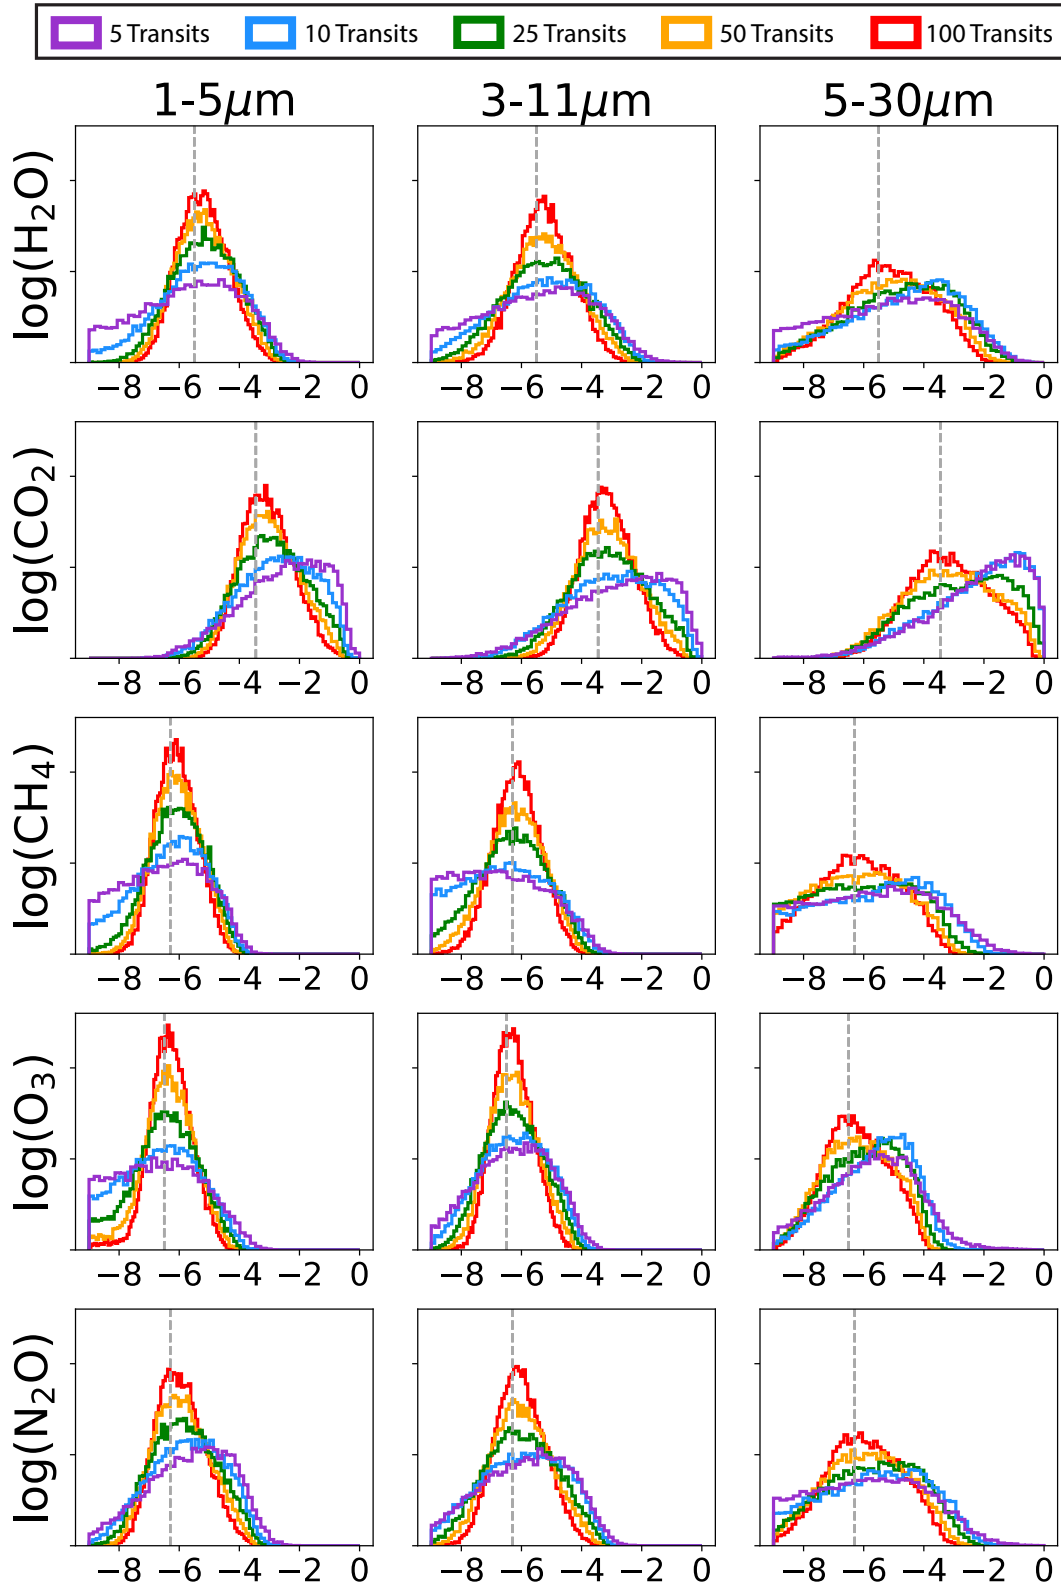 5 Transits 10 Transits 25 Transits 50 Transits 100 Transits
1-5μm 3-11μm 5-30μm
log(H₂O)
−8 −6 −4 −2 0 −8 −6 −4 −2 0 −8 −6 −4 −2 0
log(CO₂)
−8 −6 −4 −2 0 −8 −6 −4 −2 0 −8 −6 −4 −2 0
log(CH₄)
−8 −6 −4 −2 0 −8 −6 −4 −2 0 −8 −6 −4 −2 0
log(O₃)
−8 −6 −4 −2 0 −8 −6 −4 −2 0 −8 −6 −4 −2 0
log(N₂O)
−8 −6 −4 −2 0 −8 −6 −4 −2 0 −8 −6 −4 −2 0